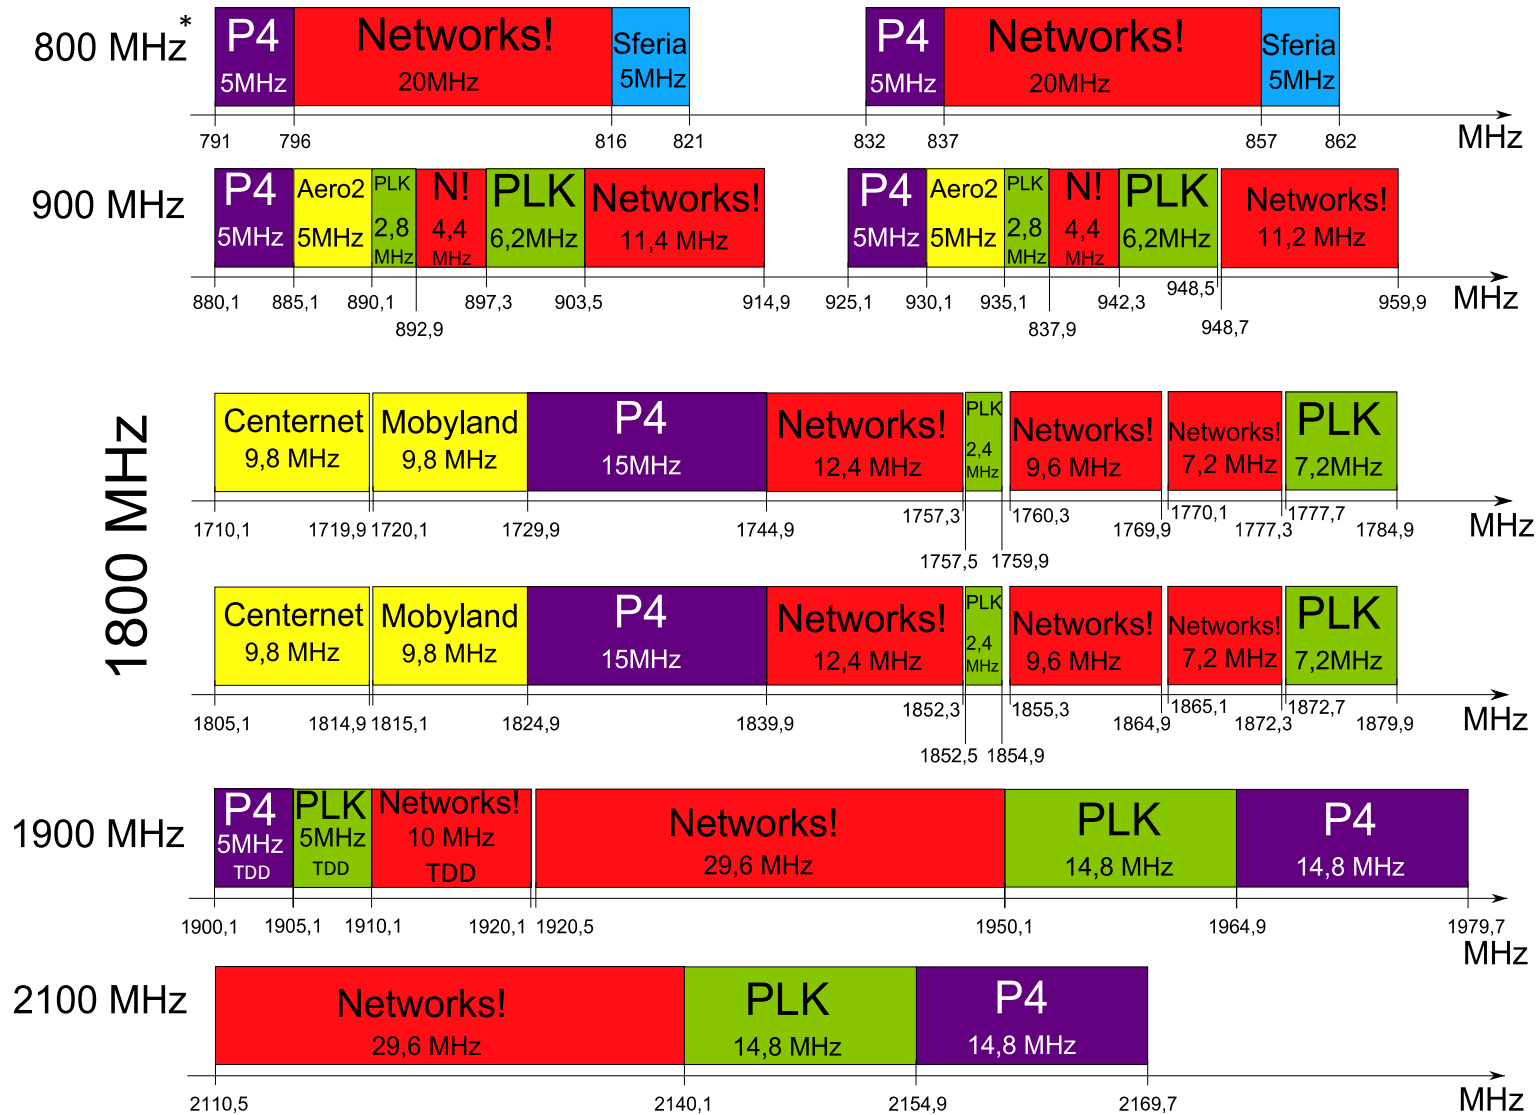 800 MHz*
P4
5MHz
Networks!
20MHz
Sferia
5MHz
P4
5MHz
Networks!
20MHz
Sferia
5MHz
791 796 816 821 832 837 857 862 MHz
900 MHz
P4
5MHz
Aero2
5MHz
PLK
2,8
MHz
N!
4,4
MHz
PLK
6,2MHz
Networks!
11,4 MHz
P4
5MHz
Aero2
5MHz
PLK
2,8
MHz
N!
4,4
MHz
PLK
6,2MHz
Networks!
11,2 MHz
880,1 885,1 890,1 897,3 903,5 914,9 925,1 930,1 935,1 942,3 948,5 959,9 MHz
892,9 837,9 948,7
1800 MHz
Centernet
9,8 MHz
Mobyland
9,8 MHz
P4
15MHz
Networks!
12,4 MHz
PLK
2,4
MHz
Networks!
9,6 MHz
Networks!
7,2 MHz
PLK
7,2MHz
1710,1 1719,9 1720,1 1729,9 1744,9 1757,3 1760,3 1769,9 1770,1 1777,3 1777,7 1784,9 MHz
1757,5 1759,9
Centernet
9,8 MHz
Mobyland
9,8 MHz
P4
15MHz
Networks!
12,4 MHz
PLK
2,4
MHz
Networks!
9,6 MHz
Networks!
7,2 MHz
PLK
7,2MHz
1805,1 1814,9 1815,1 1824,9 1839,9 1852,3 1855,3 1864,9 1865,1 1872,3 1872,7 1879,9 MHz
1852,5 1854,9
1900 MHz
P4
5MHz
TDD
PLK
5MHz
TDD
Networks!
10 MHz
TDD
Networks!
29,6 MHz
PLK
14,8 MHz
P4
14,8 MHz
1900,1 1905,1 1910,1 1920,1 1920,5 1950,1 1964,9 1979,7
MHz
2100 MHz
Networks!
29,6 MHz
PLK
14,8 MHz
P4
14,8 MHz
2110,5 2140,1 2154,9 2169,7 MHz